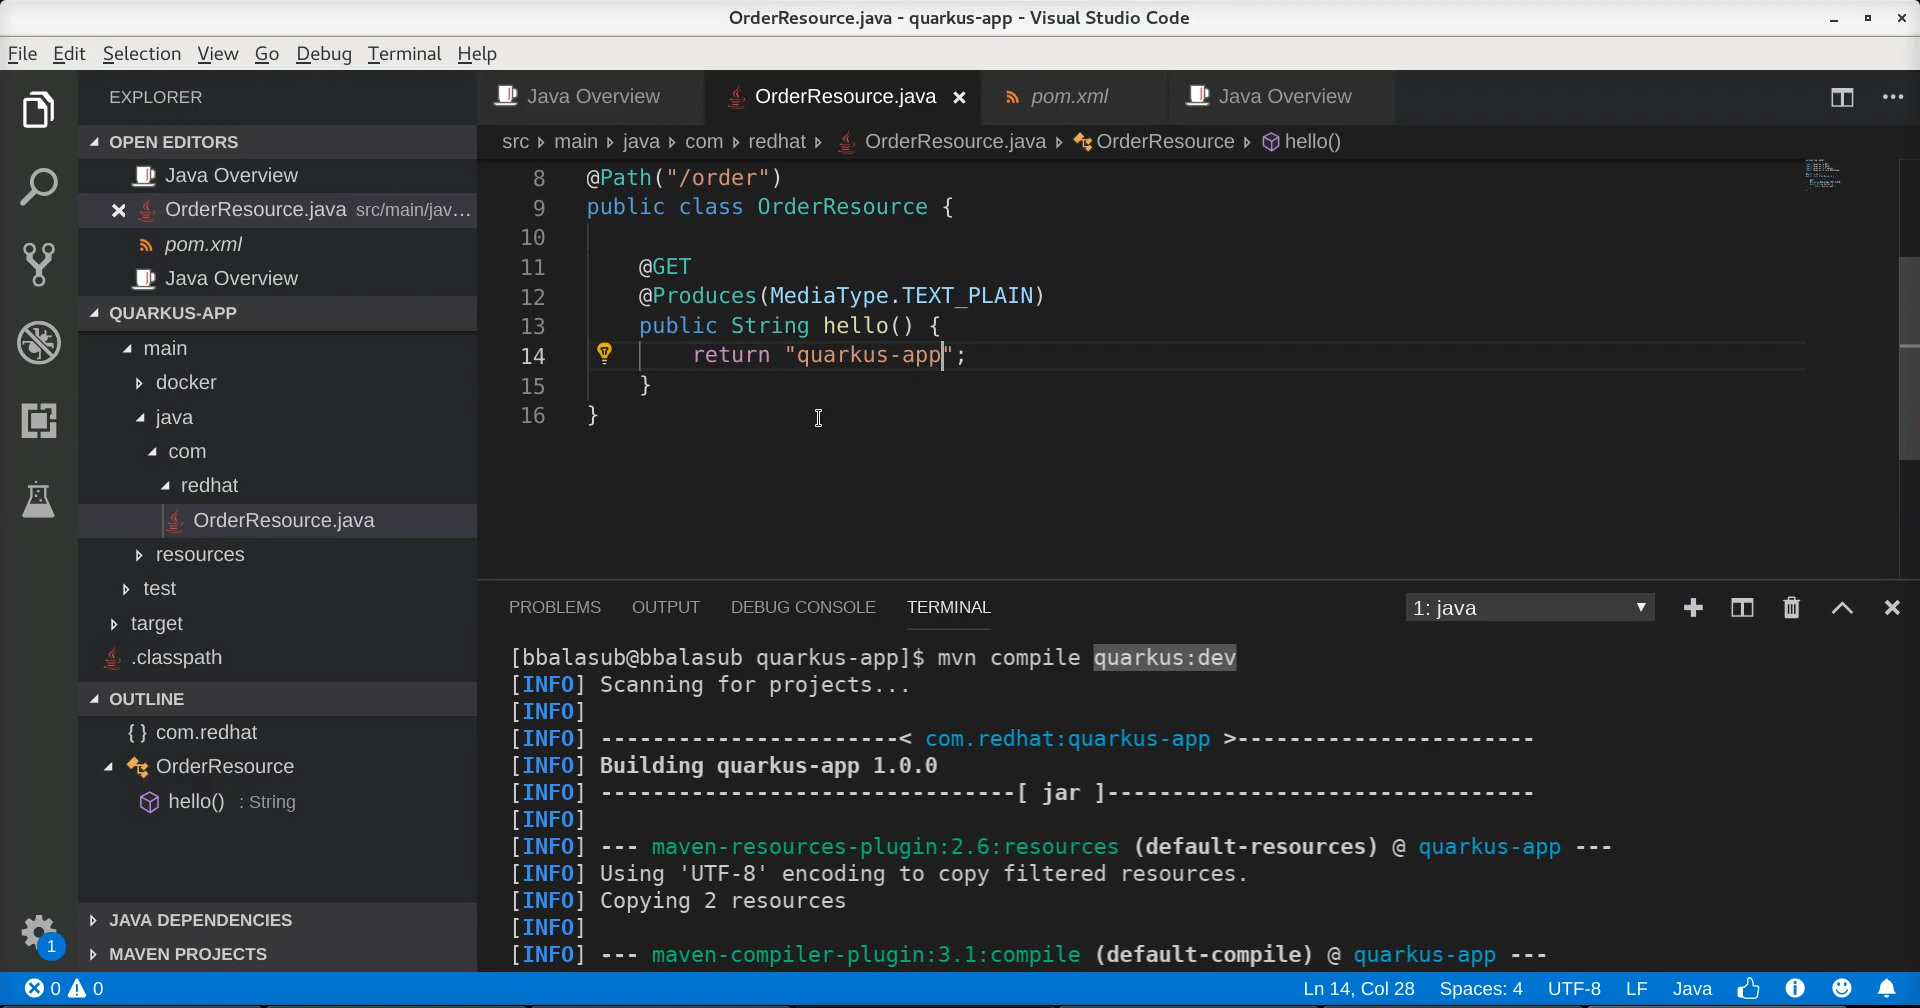 OrderResource.java - quarkus-app - Visual Studio Code
File Edit Selection View Go Debug Terminal Help
EXPLORER
OPEN EDITORS
Java Overview
OrderResource.java src/main/jav...
pom.xml
Java Overview
QUARKUS-APP
main
docker
java
com
redhat
OrderResource.java
resources
test
target
.classpath
OUTLINE
{} com.redhat
OrderResource
hello() : String
JAVA DEPENDENCIES
MAVEN PROJECTS
1
Java Overview OrderResource.java pom.xml Java Overview
src main java com redhat OrderResource.java OrderResource hello()
8 @Path("/order")
9 public class OrderResource {
10
11 @GET
12 @Produces(MediaType.TEXT_PLAIN)
13 public String hello() {
14 return "quarkus-app";
15 }
16 }
PROBLEMS OUTPUT DEBUG CONSOLE TERMINAL 1: java
[bbalasub@bbalasub quarkus-app]$ mvn compile quarkus:dev
[INFO] Scanning for projects...
[INFO]
[INFO] -----------------------< com.redhat:quarkus-app >------------------------
[INFO] Building quarkus-app 1.0.0
[INFO] --------------------------------[ jar ]---------------------------------
[INFO]
[INFO] --- maven-resources-plugin:2.6:resources (default-resources) @ quarkus-app ---
[INFO] Using 'UTF-8' encoding to copy filtered resources.
[INFO] Copying 2 resources
[INFO]
[INFO] --- maven-compiler-plugin:3.1:compile (default-compile) @ quarkus-app ---
0 0 Ln 14, Col 28 Spaces: 4 UTF-8 LF Java